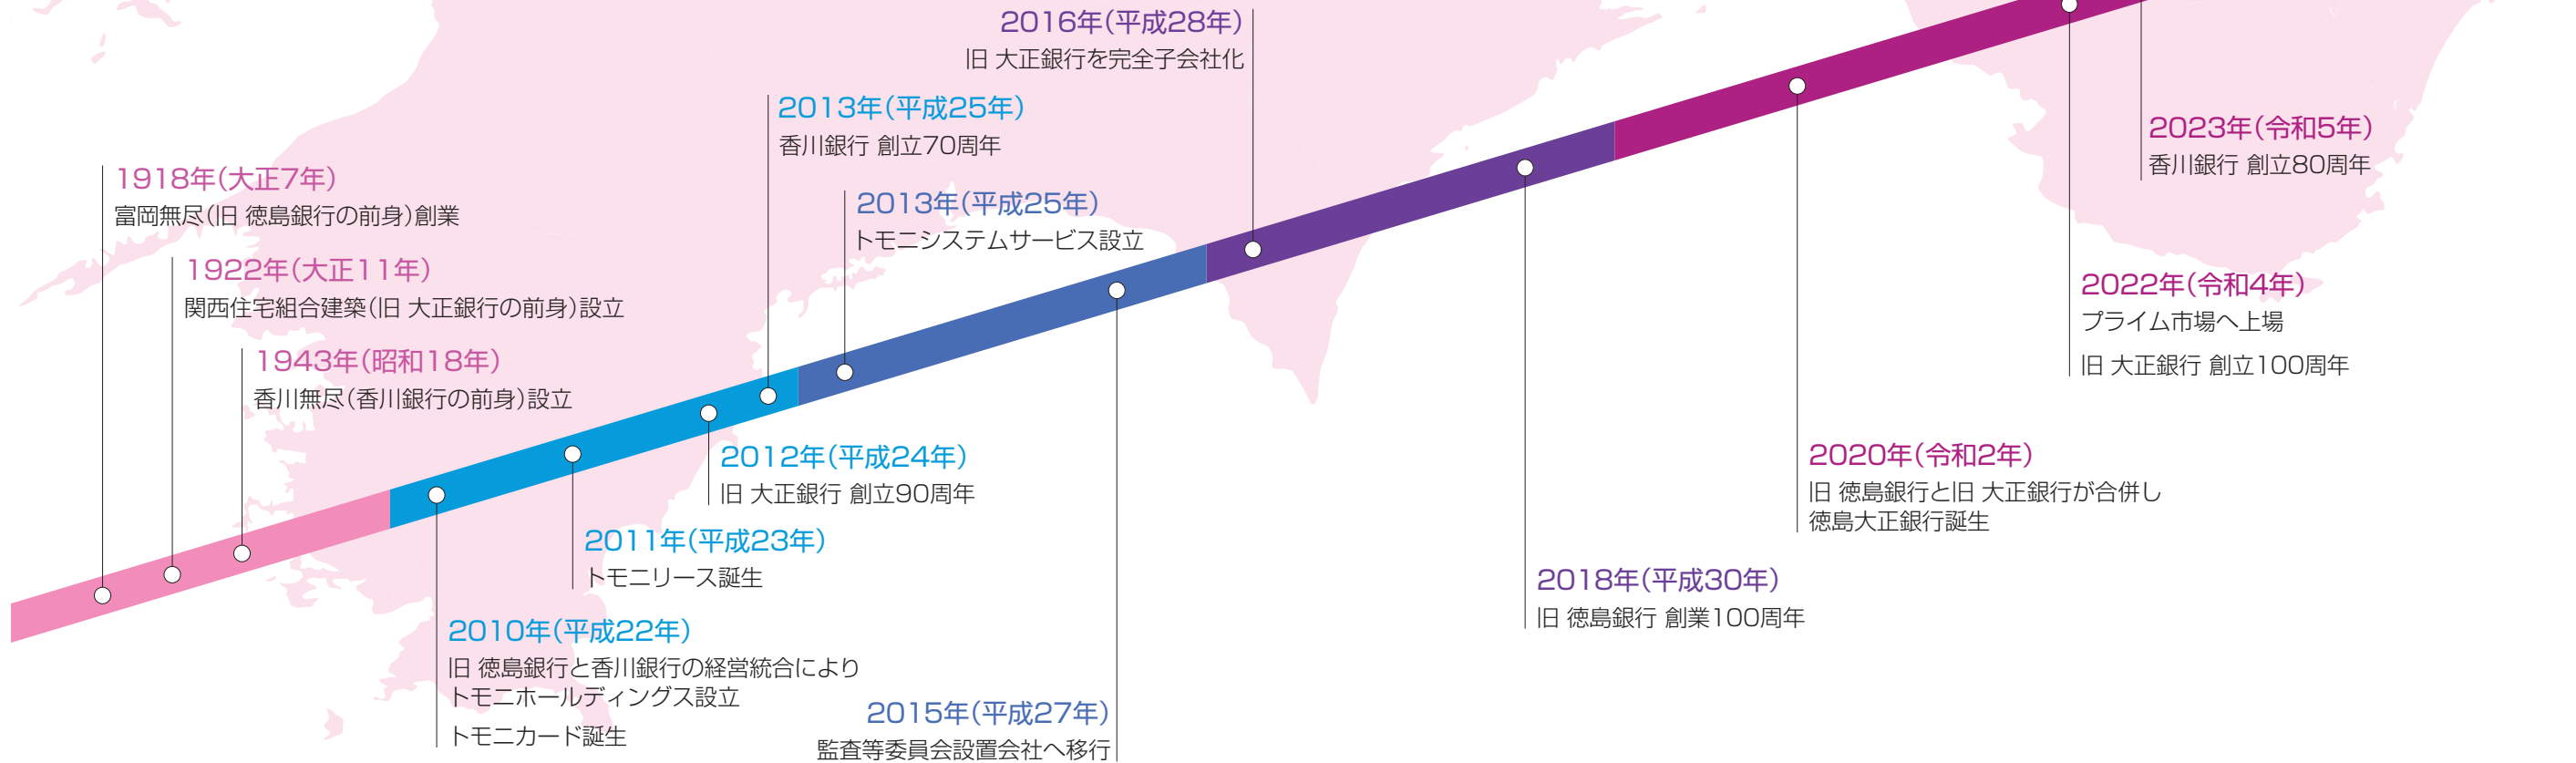 1918年(大正7年)
富岡無尽(旧 徳島銀行の前身)創業
1922年(大正11年)
関西住宅組合建築(旧 大正銀行の前身)設立
1943年(昭和18年)
香川無尽(香川銀行の前身)設立
2010年(平成22年)
旧 徳島銀行と香川銀行の経営統合により
トモニホールディングス設立
トモニカード誕生
2011年(平成23年)
トモニリース誕生
2012年(平成24年)
旧 大正銀行 創立90周年
2013年(平成25年)
香川銀行 創立70周年
2013年(平成25年)
トモニシステムサービス設立
2015年(平成27年)
監査等委員会設置会社へ移行
2016年(平成28年)
旧 大正銀行を完全子会社化
2018年(平成30年)
旧 徳島銀行 創業100周年
2020年(令和2年)
旧 徳島銀行と旧 大正銀行が合併し
徳島大正銀行誕生
2022年(令和4年)
プライム市場へ上場
旧 大正銀行 創立100周年
2023年(令和5年)
香川銀行 創立80周年